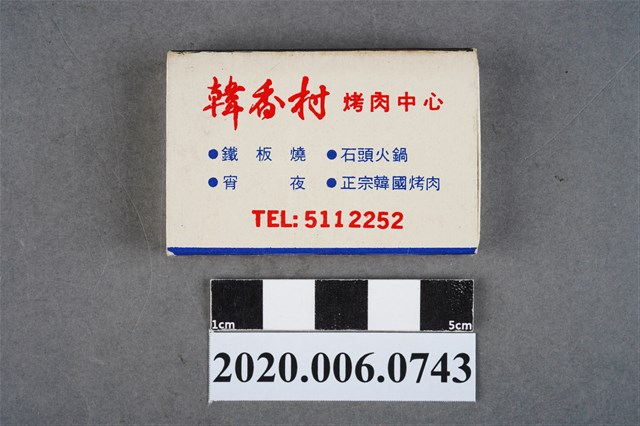 韓香村 烤肉中心
●鐵板燒 ●石頭火鍋
●宵夜 ●正宗韓國烤肉
TEL: 5112252
1cm 5cm
2020.006.0743